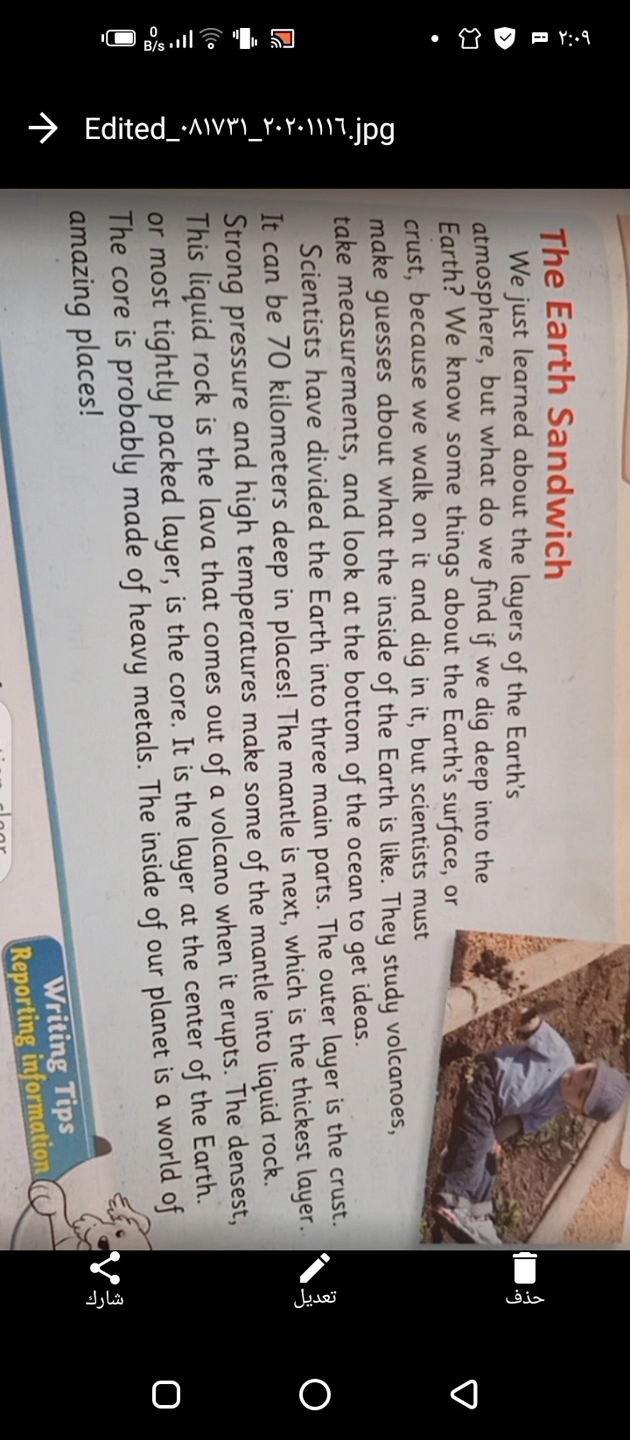 0
B/s
٢:٠٩
Edited_٢٠٢٠١١١٦_٠٨١٧٣١.jpg
The Earth Sandwich
We just learned about the layers of the Earth's
atmosphere, but what do we find if we dig deep into the
Earth? We know some things about the Earth's surface, or
crust, because we walk on it and dig in it, but scientists must
make guesses about what the inside of the Earth is like. They study volcanoes,
take measurements, and look at the bottom of the ocean to get ideas.
Scientists have divided the Earth into three main parts. The outer layer is the crust.
It can be 70 kilometers deep in places! The mantle is next, which is the thickest layer.
Strong pressure and high temperatures make some of the mantle into liquid rock.
This liquid rock is the lava that comes out of a volcano when it erupts. The densest,
or most tightly packed layer, is the core. It is the layer at the center of the Earth.
The core is probably made of heavy metals. The inside of our planet is a world of
amazing places!
Writing Tips
Reporting information
شارك
تعديل
حذف